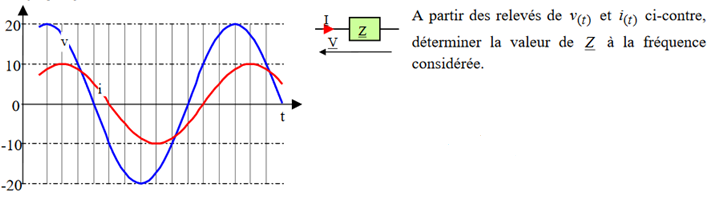 20
10
0
-10
-20
v
i
t
I
Z
V
A partir des relevés de v(t) et i(t) ci-contre,
déterminer la valeur de Z à la fréquence
considérée.